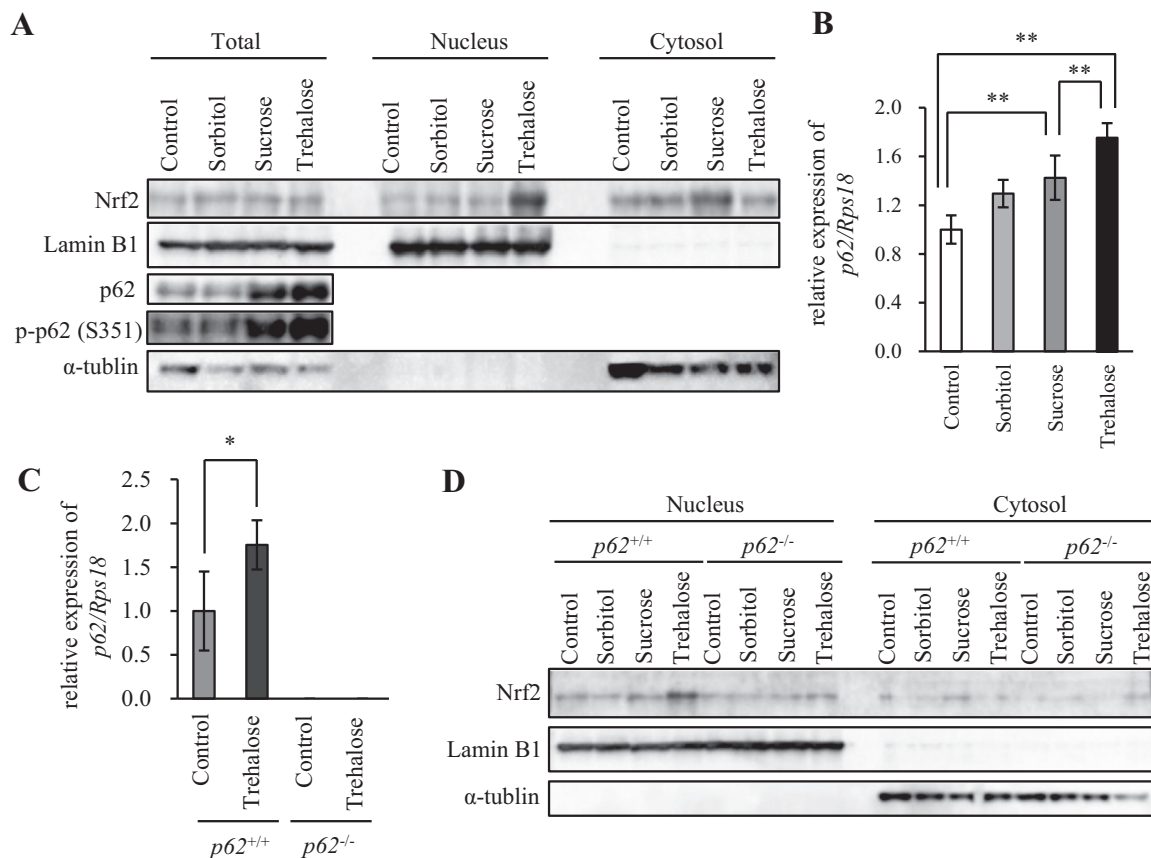 A
Total
Nucleus
Cytosol
Control
Sorbitol
Sucrose
Trehalose
Control
Sorbitol
Sucrose
Trehalose
Control
Sorbitol
Sucrose
Trehalose
Nrf2
Lamin B1
p62
p-p62 (S351)
α-tublin
B
**
**
**
relative expression of
p62/Rps18
2.0
1.6
1.2
0.8
0.4
0.0
Control
Sorbitol
Sucrose
Trehalose
C
*
relative expression of
p62/Rps18
2.5
2.0
1.5
1.0
0.5
0.0
Control
Trehalose
Control
Trehalose
p62+/+
p62-/-
D
Nucleus
Cytosol
p62+/+
p62-/-
p62+/+
p62-/-
Control
Sorbitol
Sucrose
Trehalose
Control
Sorbitol
Sucrose
Trehalose
Control
Sorbitol
Sucrose
Trehalose
Control
Sorbitol
Sucrose
Trehalose
Nrf2
Lamin B1
α-tublin